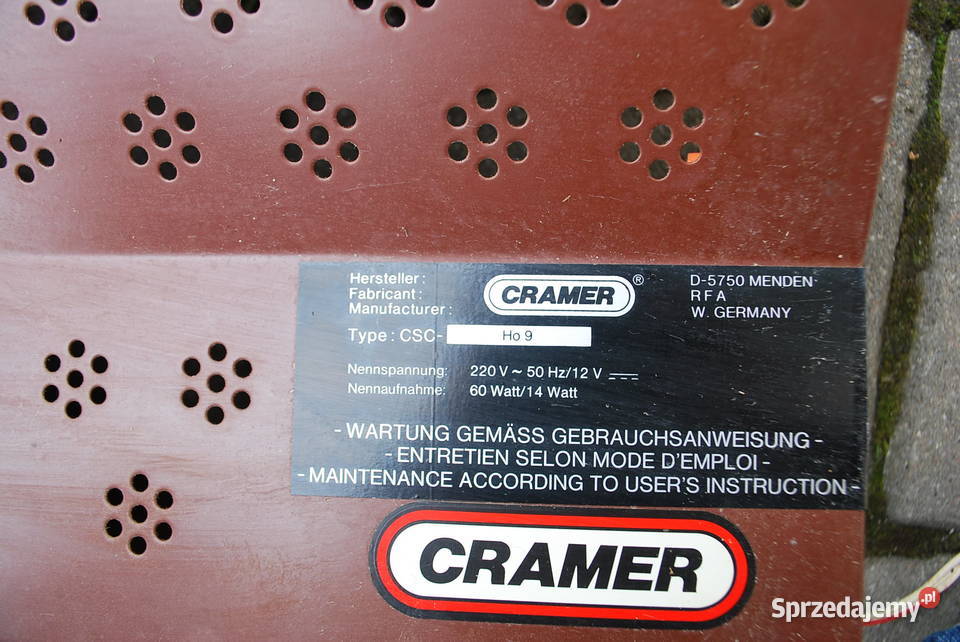 Hersteller:
Fabricant:
Manufacturer:
CRAMER®
D-5750 MENDEN
R F A
W. GERMANY
Type: CSC- Ho 9
Nennspannung: 220 V ~ 50 Hz/12 V
Nennaufnahme: 60 Watt/14 Watt
- WARTUNG GEMÄSS GEBRAUCHSANWEISUNG -
- ENTRETIEN SELON MODE D'EMPLOI -
- MAINTENANCE ACCORDING TO USER'S INSTRUCTION -
CRAMER
Sprzedajemy.pl